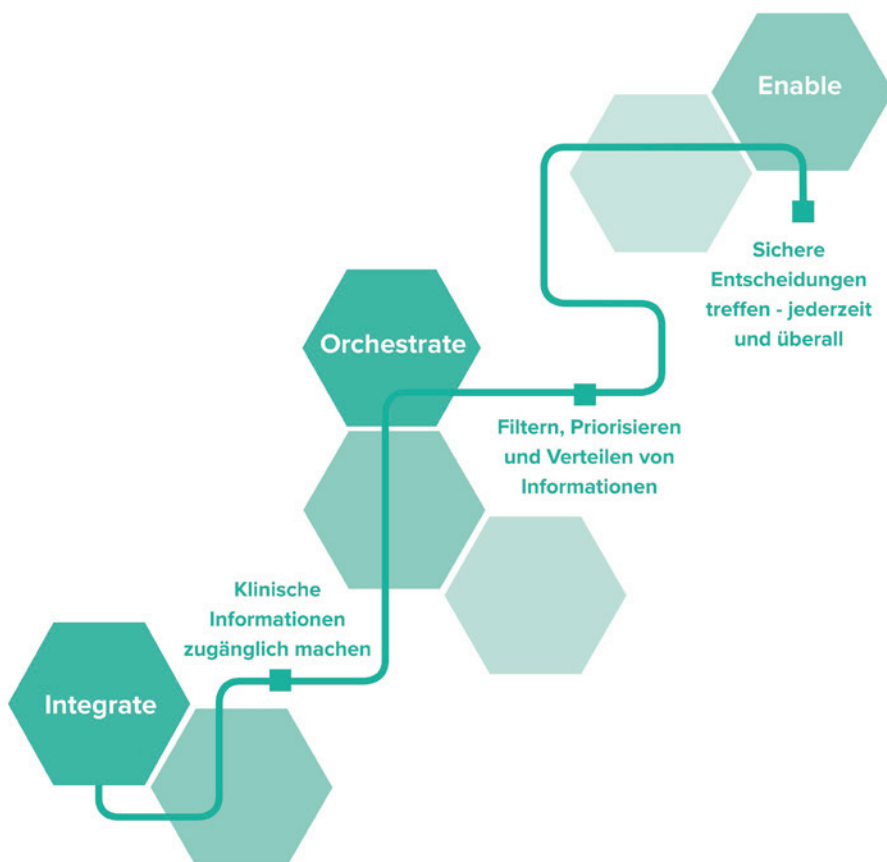 Enable
Sichere
Entscheidungen
treffen - jederzeit
und überall
Orchestrate
Filtern, Priorisieren
und Verteilen von
Informationen
Klinische
Informationen
zugänglich machen
Integrate